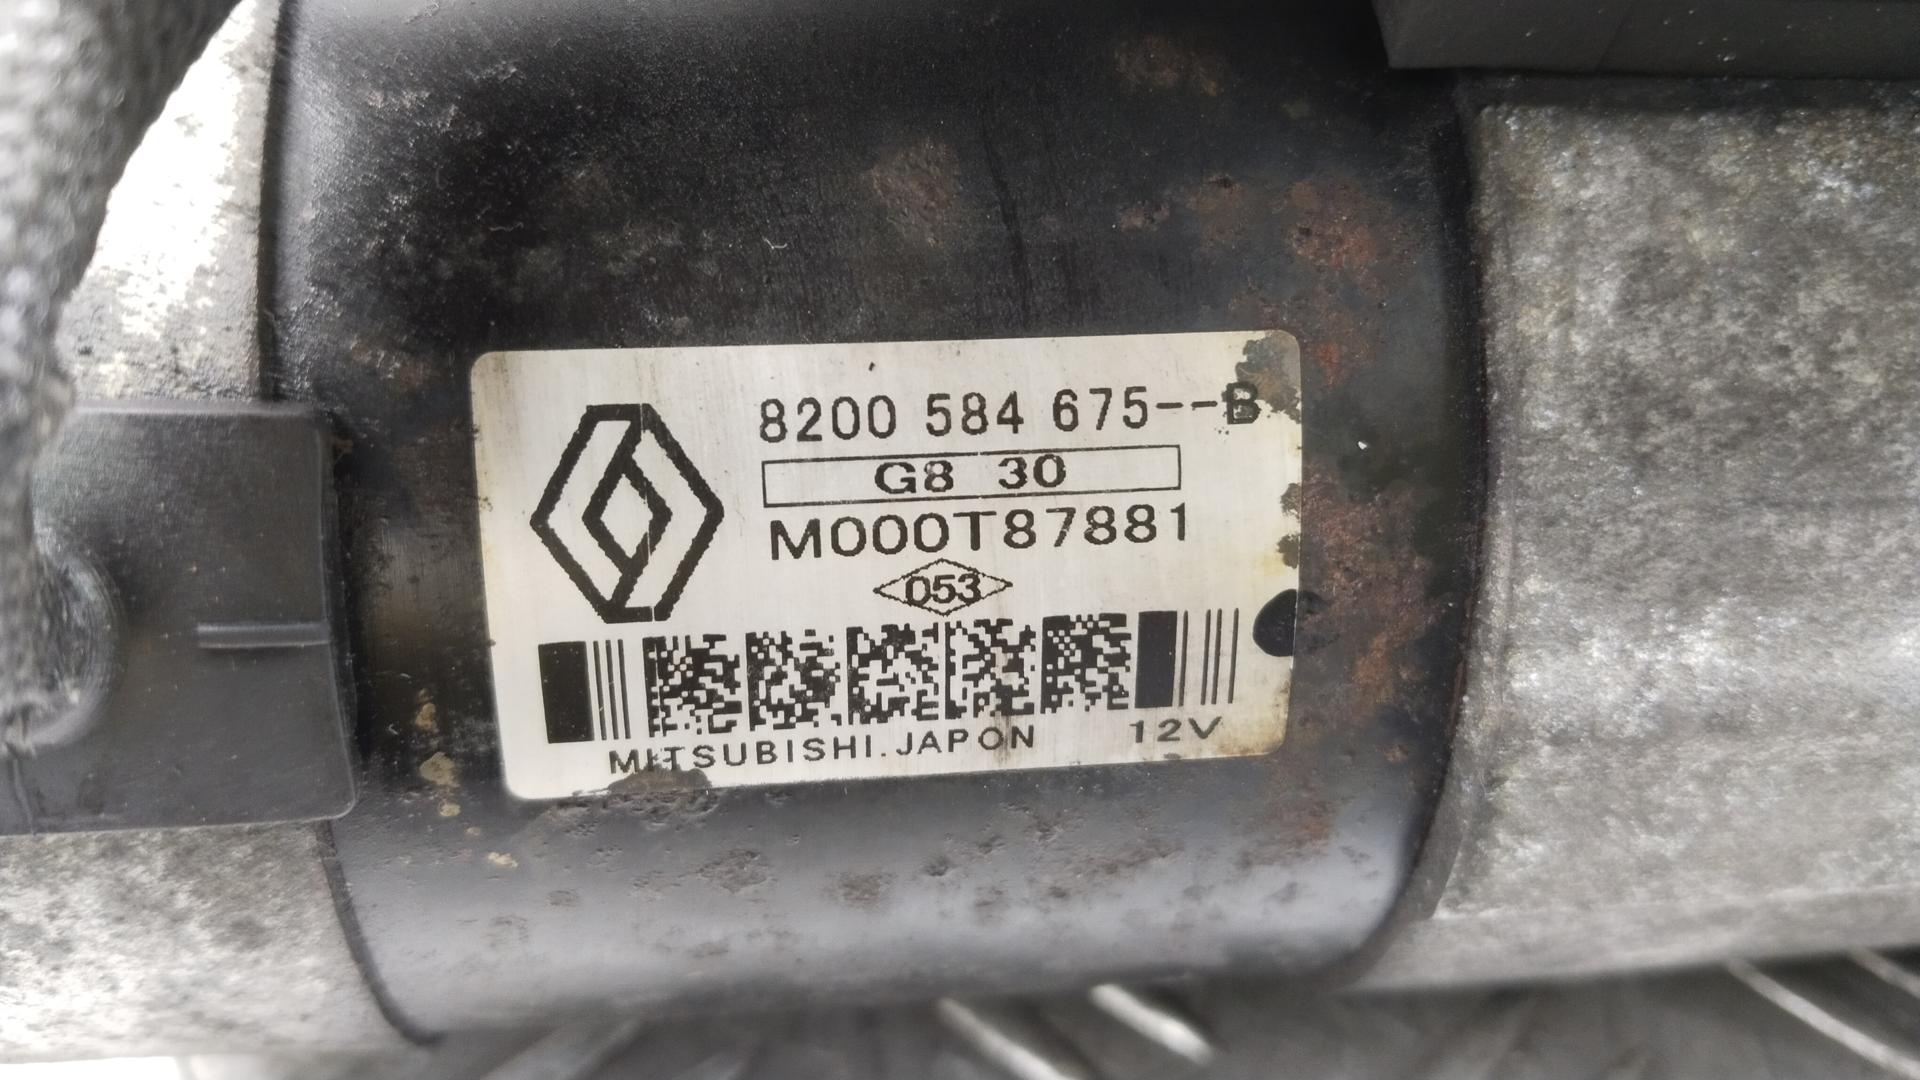 8200 584 675--B
G8 30
M000T87881
053
MITSUBISHI.JAPON 12V